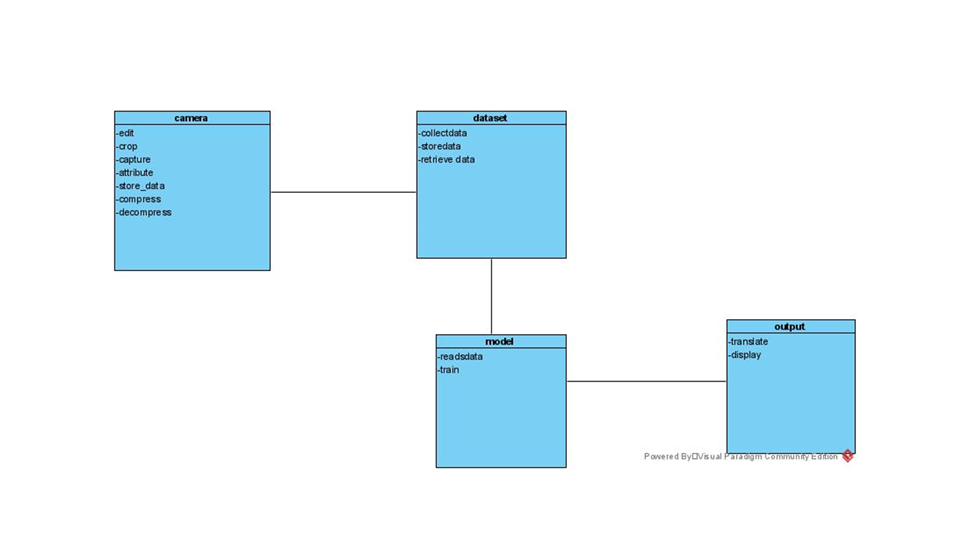 camera
-edit
-crop
-capture
-attribute
-store_data
-compress
-decompress
dataset
-collectdata
-storedata
-retrieve data
model
-readsdata
-train
output
-translate
-display
Powered By Visual Paradigm Community Edition